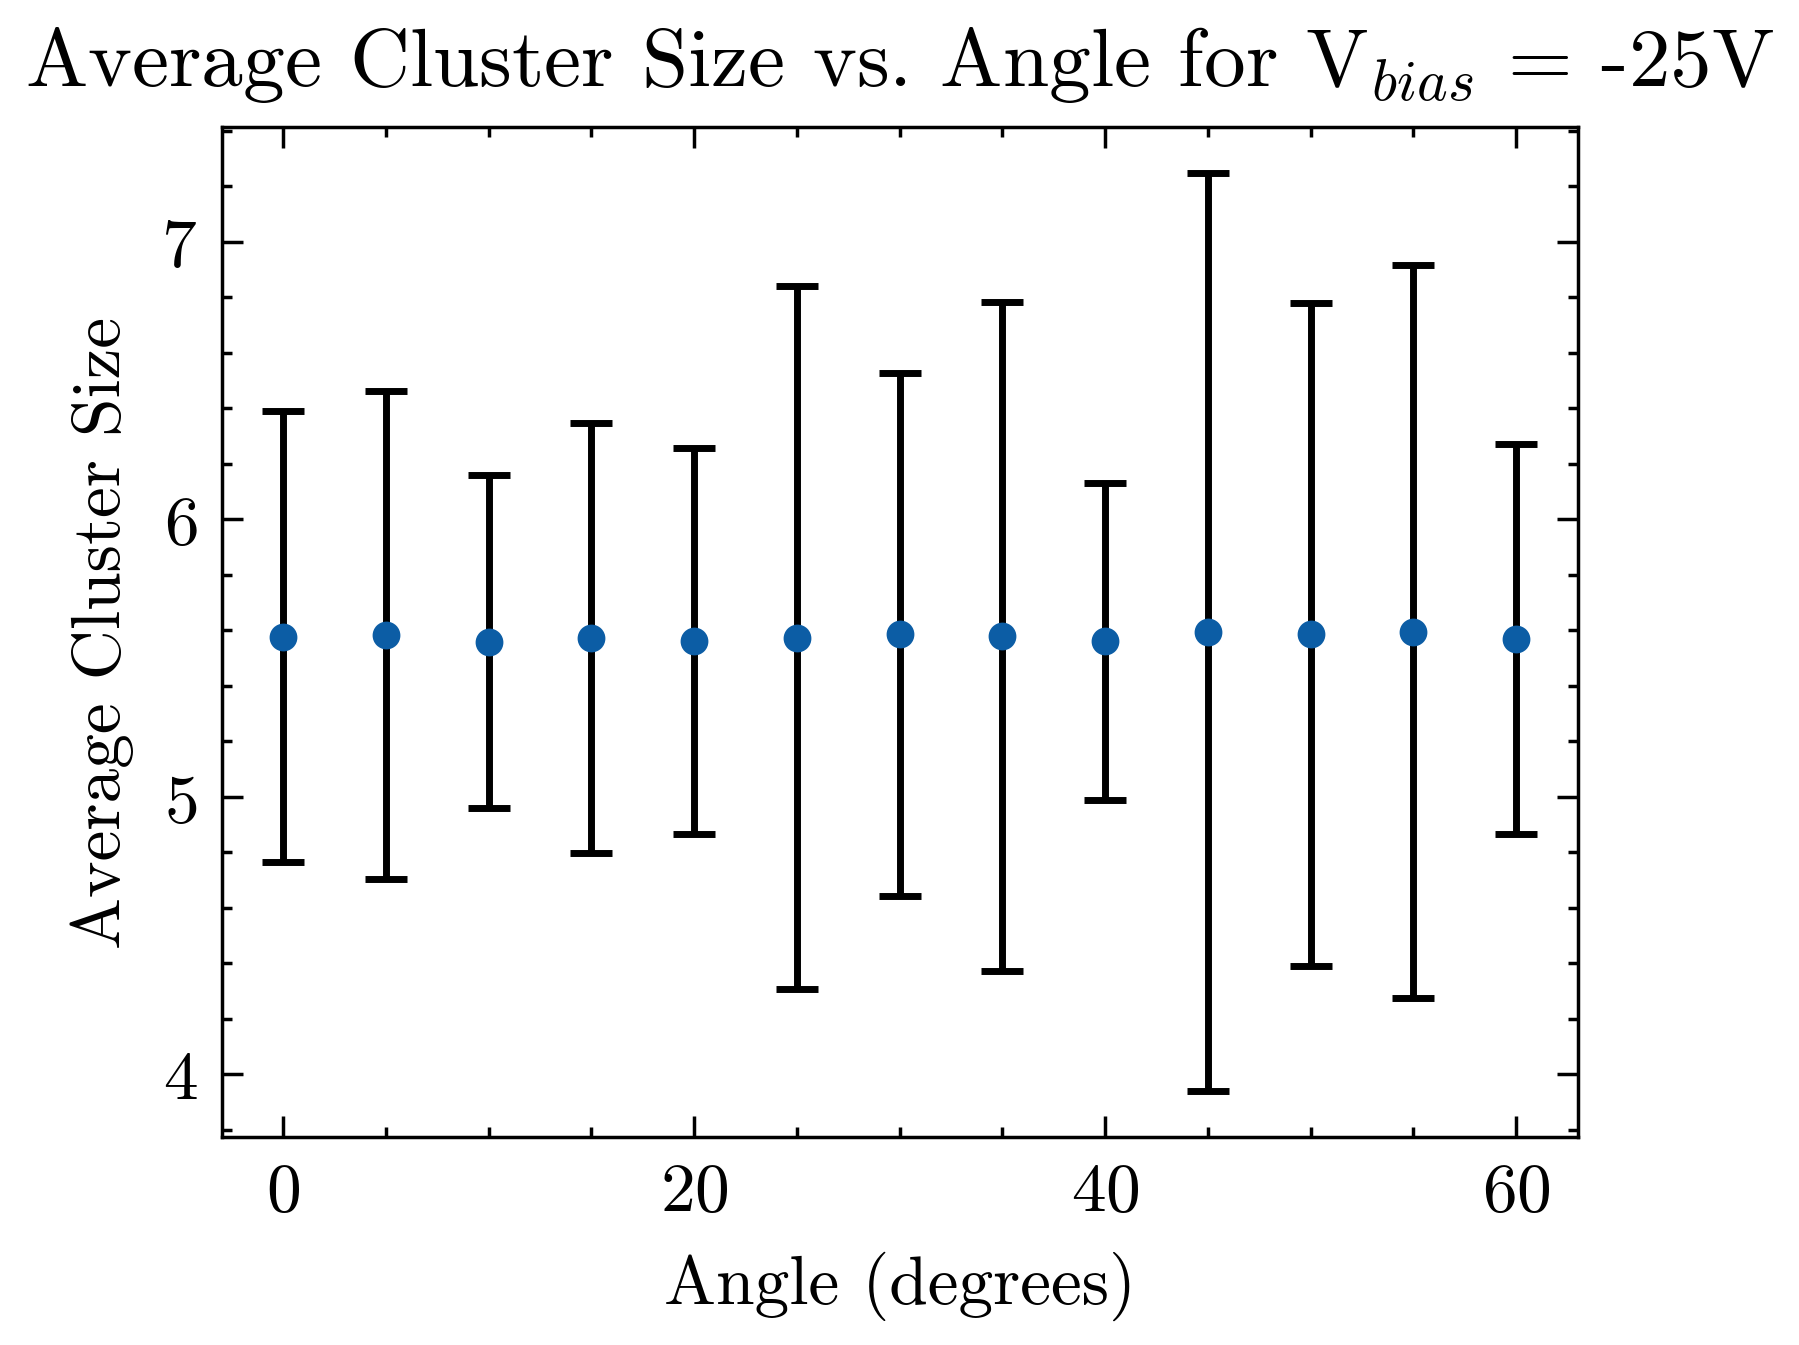 Average Cluster Size vs. Angle for V_bias = -25V
7
6
5
4
Average Cluster Size
0 20 40 60
Angle (degrees)